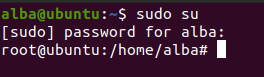 alba@ubuntu:~$ sudo su
[sudo] password for alba:
root@ubuntu:/home/alba#